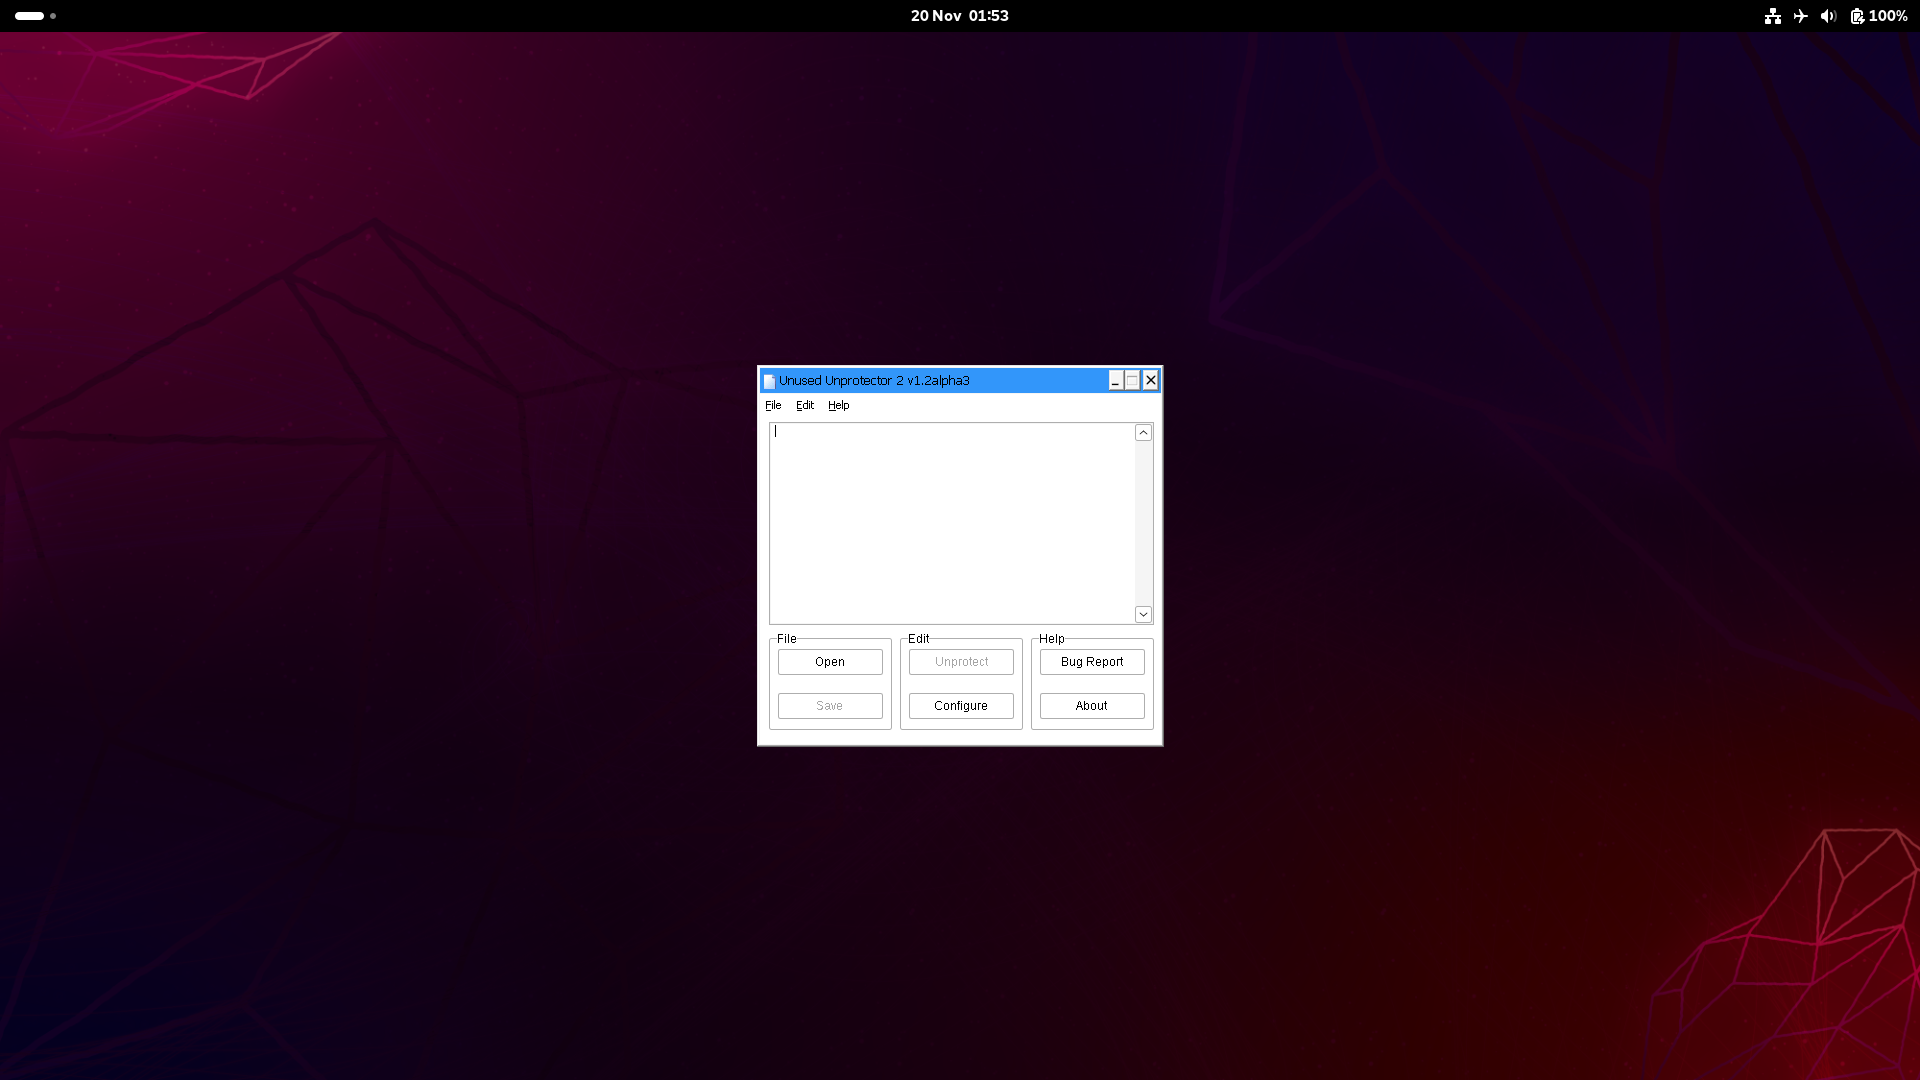 20 Nov 01:53
100%
Unused Unprotector 2 v1.2alpha3
File Edit Help
File
Edit
Help
Open
Unprotect
Bug Report
Save
Configure
About